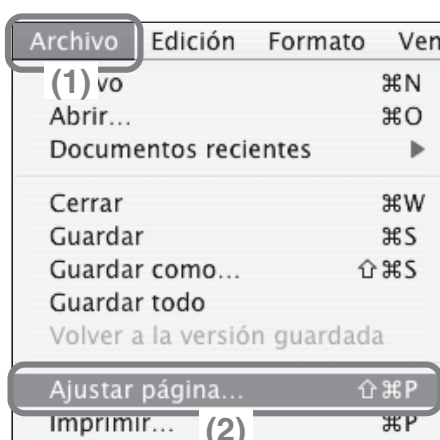 Archivo Edición Formato Ven
(1) vo ⌘N
Abrir... ⌘O
Documentos recientes ▶
Cerrar ⌘W
Guardar ⌘S
Guardar como... ⇧⌘S
Guardar todo
Volver a la versión guardada
Ajustar página... ⇧⌘P
Imprimir... ⌘P
(2)